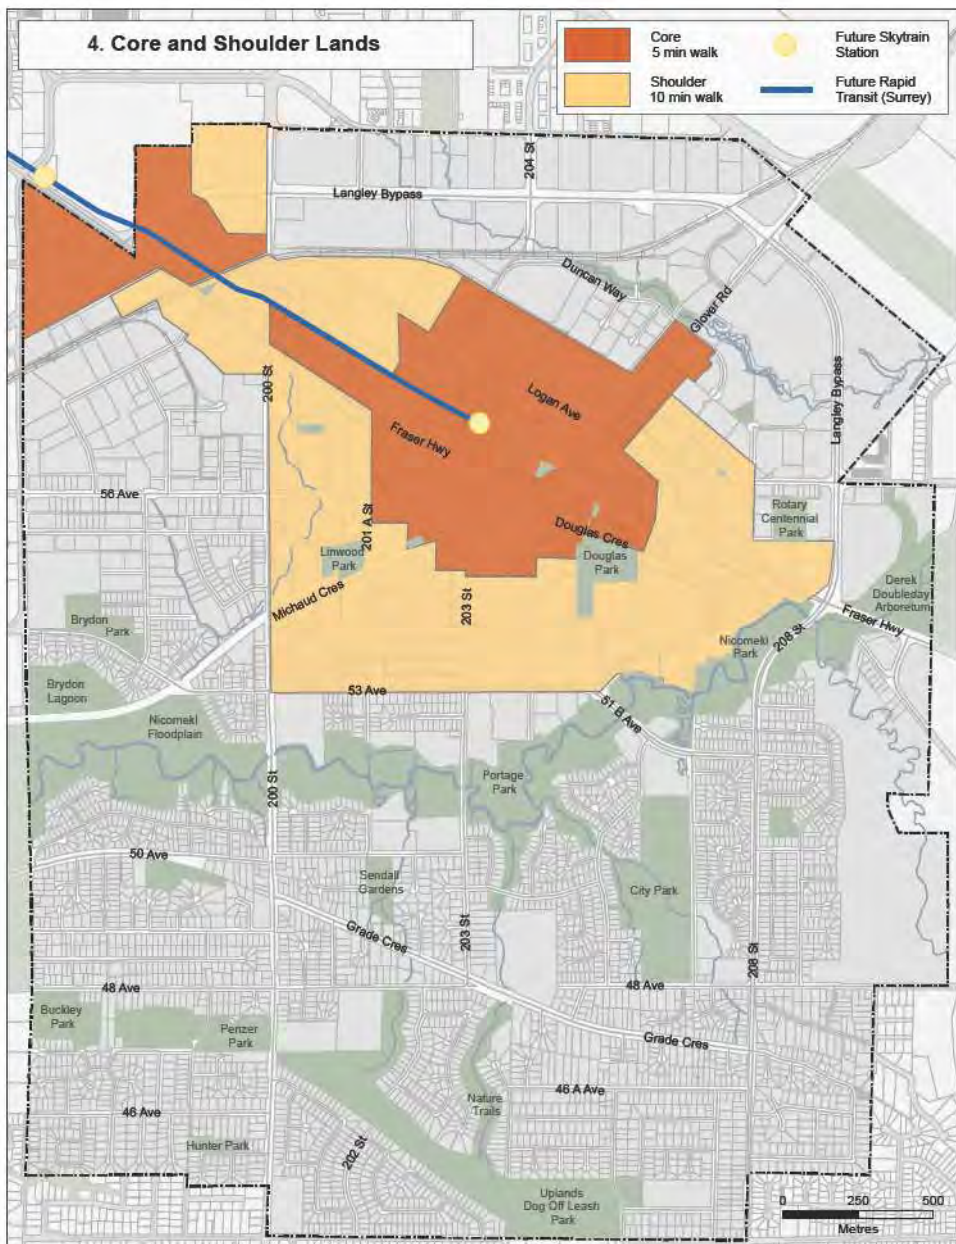 4. Core and Shoulder Lands
Core
5 min walk
Future Skytrain
Station
Shoulder
10 min walk
Future Rapid
Transit (Surrey)
204 St
Langley Bypass
Duncan Way
Glover Rd
Langley Bypass
200 St
Logan Ave
Fraser Hwy
56 Ave
201 A St
Rotary
Centennial
Park
Douglas Cres
Linwood
Park
Douglas
Park
Michaud Cres
203 St
Derek
Doubleday
Arboretum
Fraser Hwy
Brydon
Park
208 St
Nicomekl
Park
Brydon
Lagoon
53 Ave
51 B Ave
Nicomekl
Floodplain
200 St
Portage
Park
50 Ave
Sendall
Gardens
City Park
Grade Cres
203 St
208 St
48 Ave
48 Ave
Buckley
Park
Penzer
Park
Grade Cres
46 A Ave
Nature
Trails
46 Ave
Hunter Park
202 St
Uplands
Dog Off Leash
Park
0 250 500
Metres